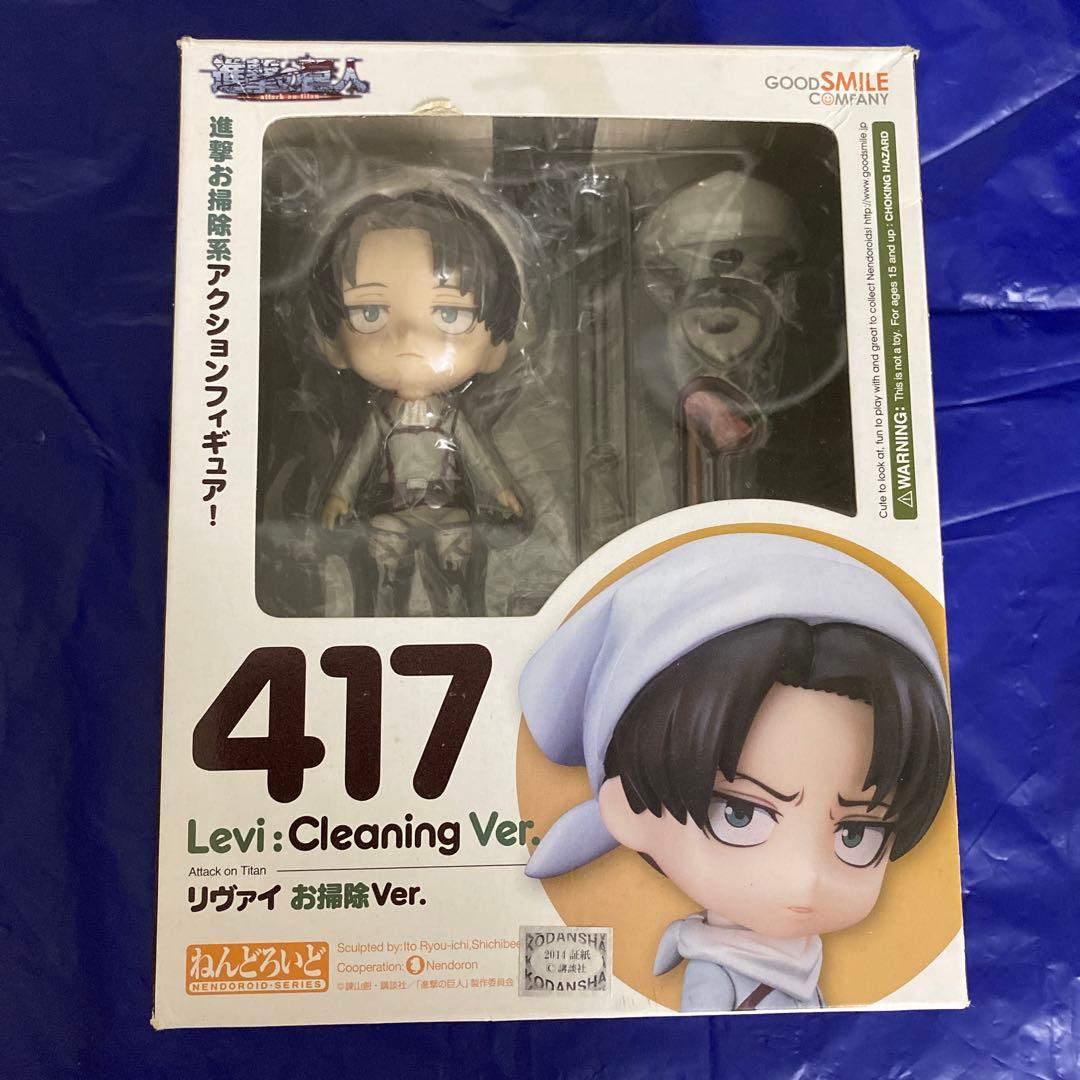 進撃の巨人
attack on titan
GOOD SMILE
COMPANY
進撃お掃除系アクションフィギュア!
Cute to look at, fun to play with and great to collect Nendoroids! http://www.goodsmile.jp
WARNING: This is not a toy. For ages 15 and up : CHOKING HAZARD
417
Levi : Cleaning Ver.
Attack on Titan
リヴァイ お掃除Ver.
ねんどろいど
NENDOROID-SERIES
Sculpted by:Ito Ryou-ichi,Shichibee
Cooperation: Nendoron
©諫山創・講談社/「進撃の巨人」製作委員会
KODANSHA
2014 証紙
©講談社
KODANSHA